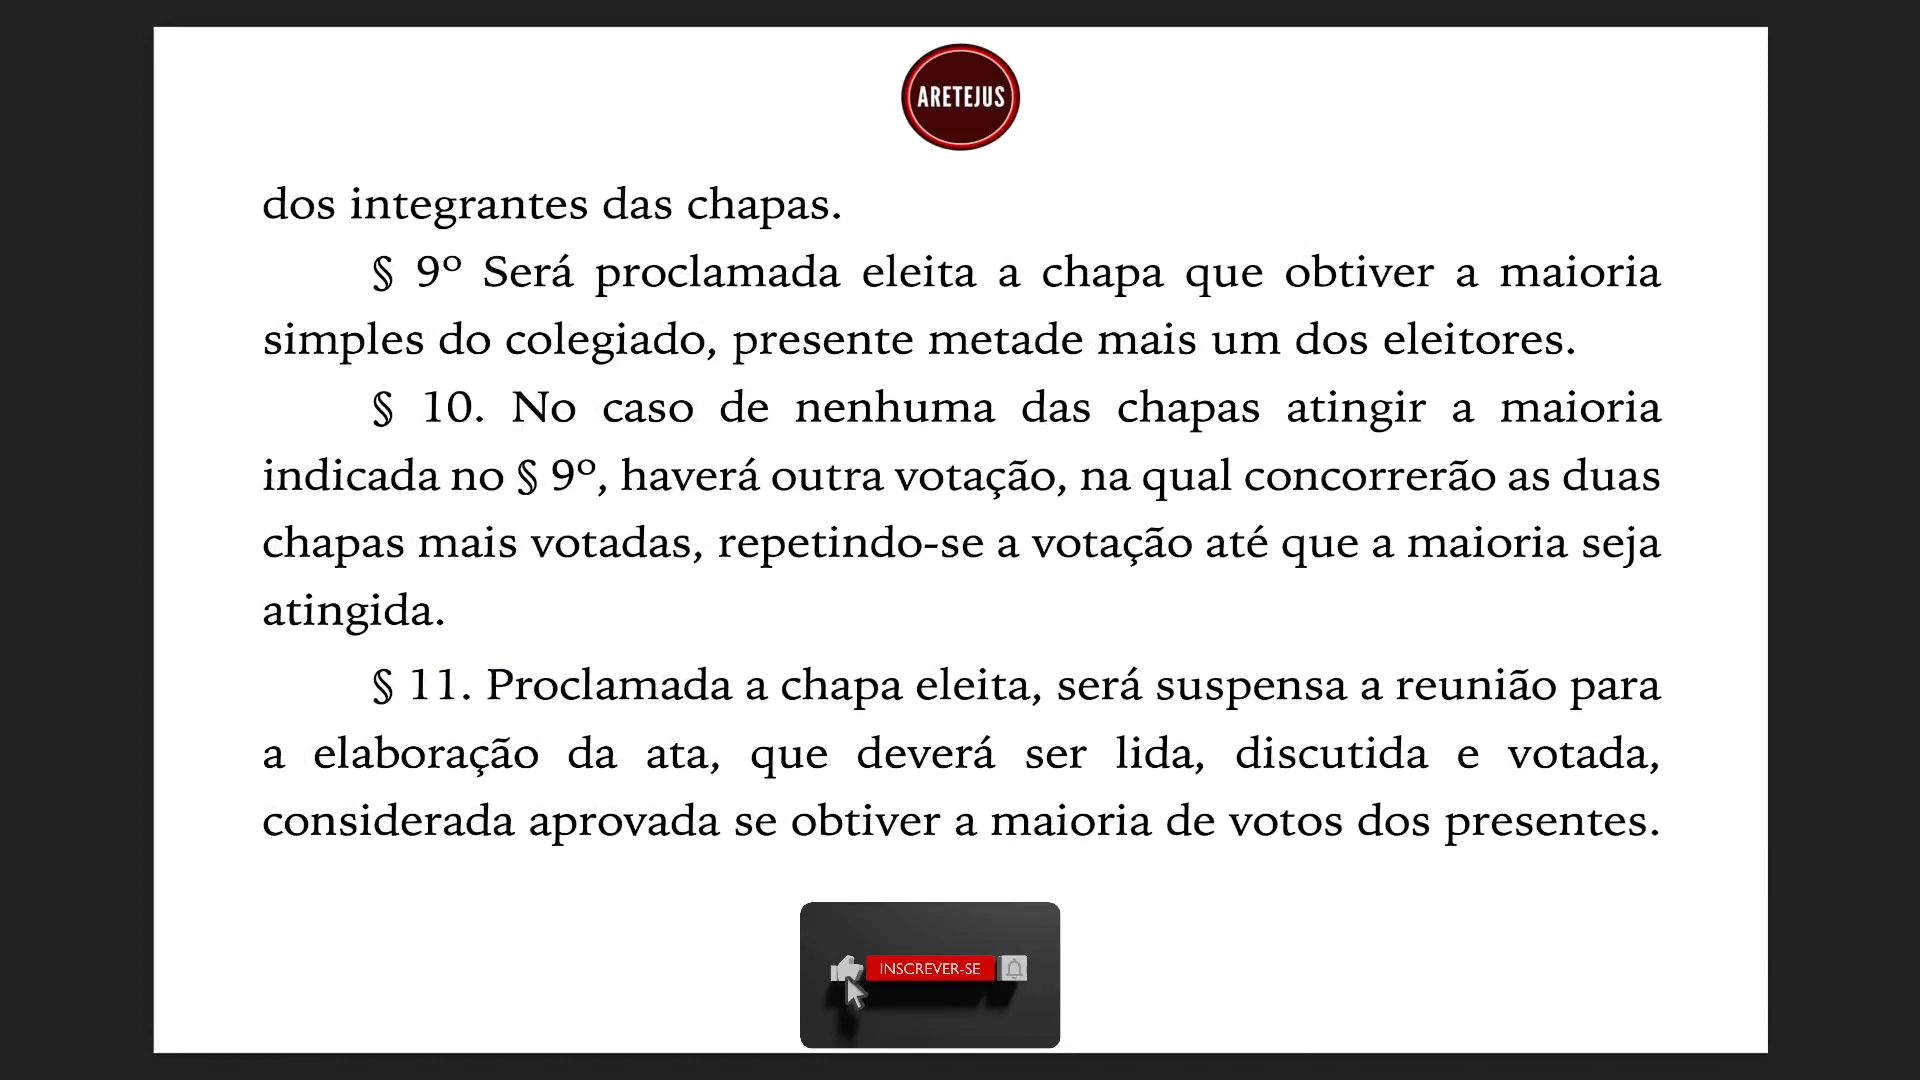 ARETEJUS
dos integrantes das chapas.
§ 9º Será proclamada eleita a chapa que obtiver a maioria
simples do colegiado, presente metade mais um dos eleitores.
§ 10. No caso de nenhuma das chapas atingir a maioria
indicada no § 9º, haverá outra votação, na qual concorrerão as duas
chapas mais votadas, repetindo-se a votação até que a maioria seja
atingida.
§ 11. Proclamada a chapa eleita, será suspensa a reunião para
a elaboração da ata, que deverá ser lida, discutida e votada,
considerada aprovada se obtiver a maioria de votos dos presentes.
INSCREVER-SE